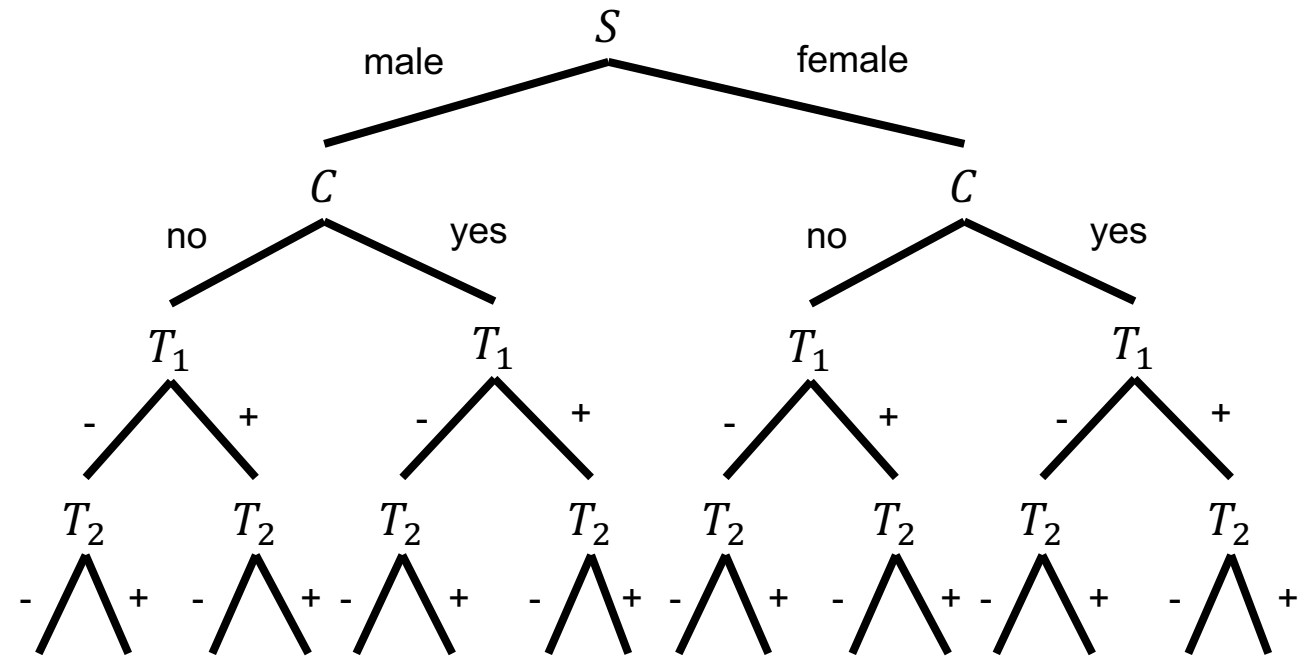 S
male female
C C
no yes no yes
T₁ T₁ T₁ T₁
- + - + - + - +
T₂ T₂ T₂ T₂ T₂ T₂ T₂ T₂
- + - + - + - + - + - + - + - +